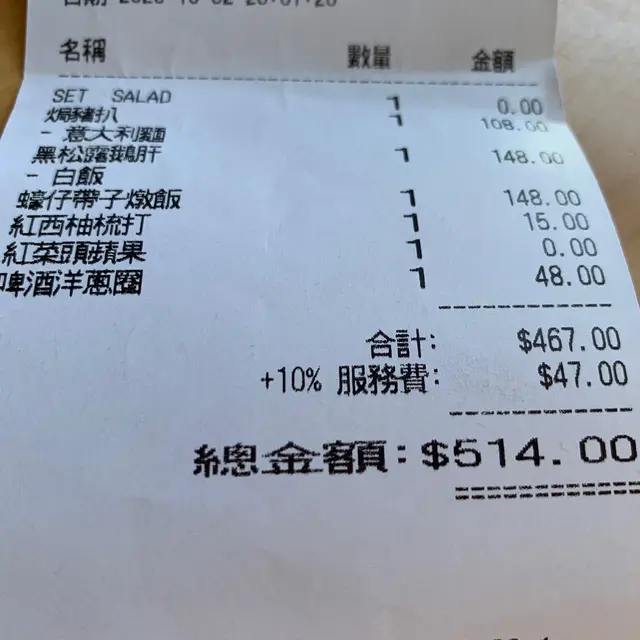 名稱 數量 金額
SET SALAD 1 0.00
焗豬扒 1 108.00
- 意大利麵
黑松露鵝肝 1 148.00
- 白飯
蠔仔帶子燉飯 1 148.00
紅西柚梳打 1 15.00
紅菜頭蘋果 1 0.00
啤酒洋蔥圈 1 48.00
合計: $467.00
+10% 服務費: $47.00
總金額: $514.00